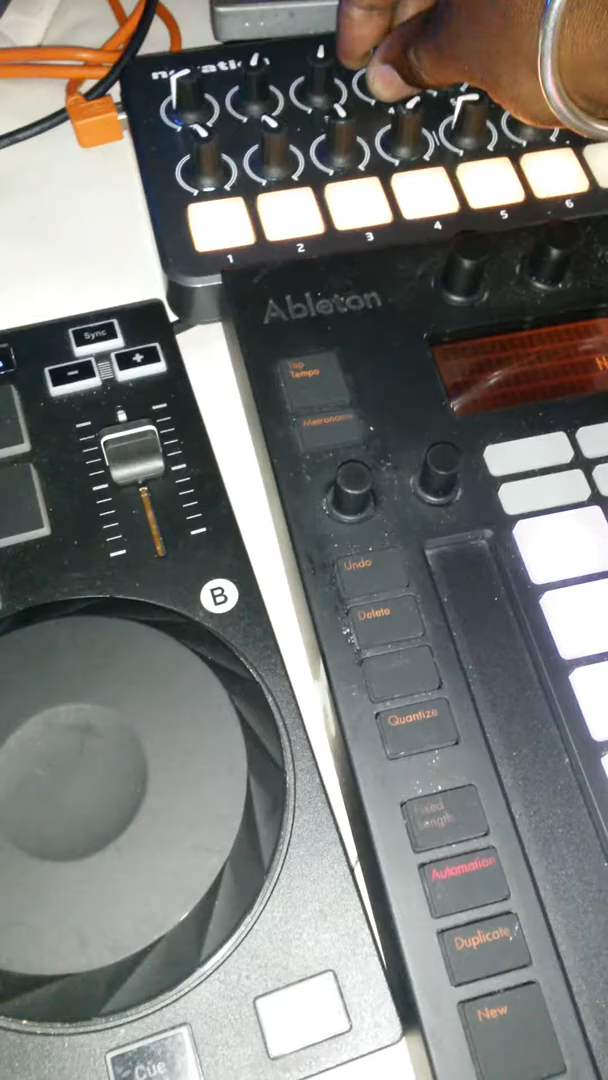 novation
1 2 3 4 5 6
Ableton
Sync
- +
Tap
Tempo
Metronome
B
Undo
Delete
Quantize
Fixed
Length
Automation
Duplicate
New
Cue